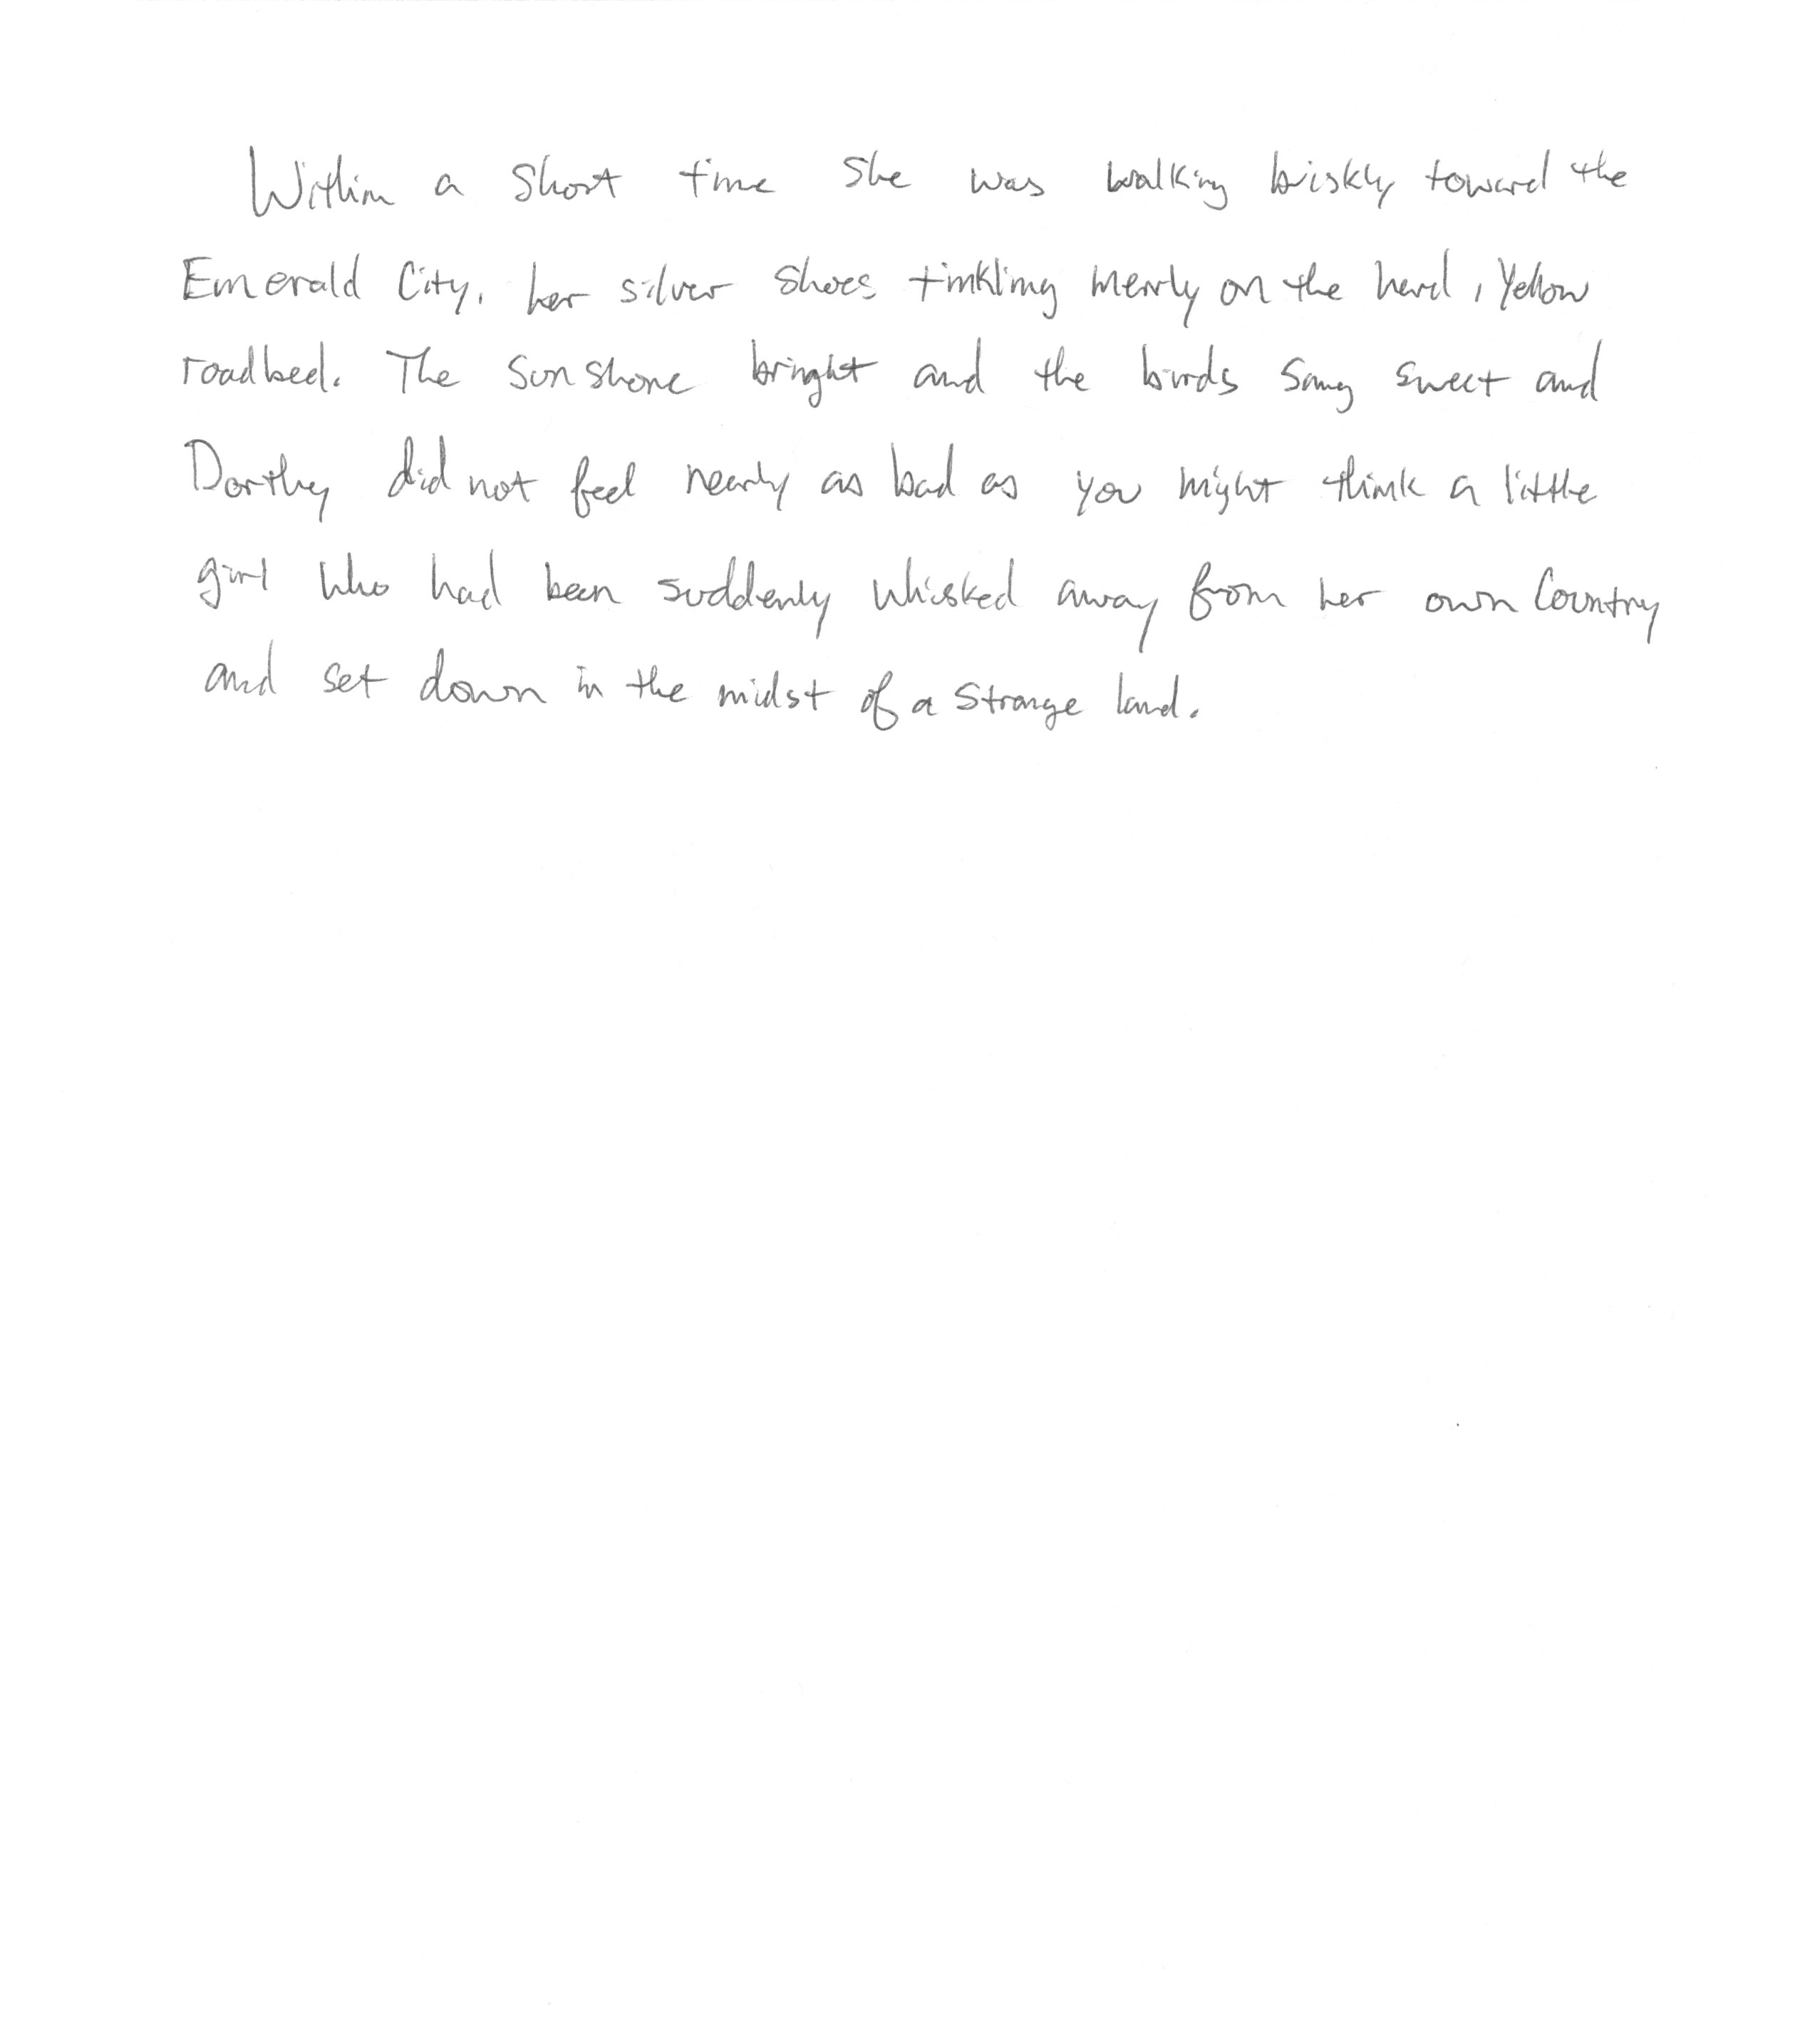 Within a short time she was walking briskly toward the
Emerald City, her silver shoes tinkling merrly on the hard, Yellow
roadbed. The sun shone bright and the birds sang sweet and
Dorthy did not feel nearly as bad as you might think a little
girl who had been suddenly whisked away from her own Country
and set down in the midst of a strange land.